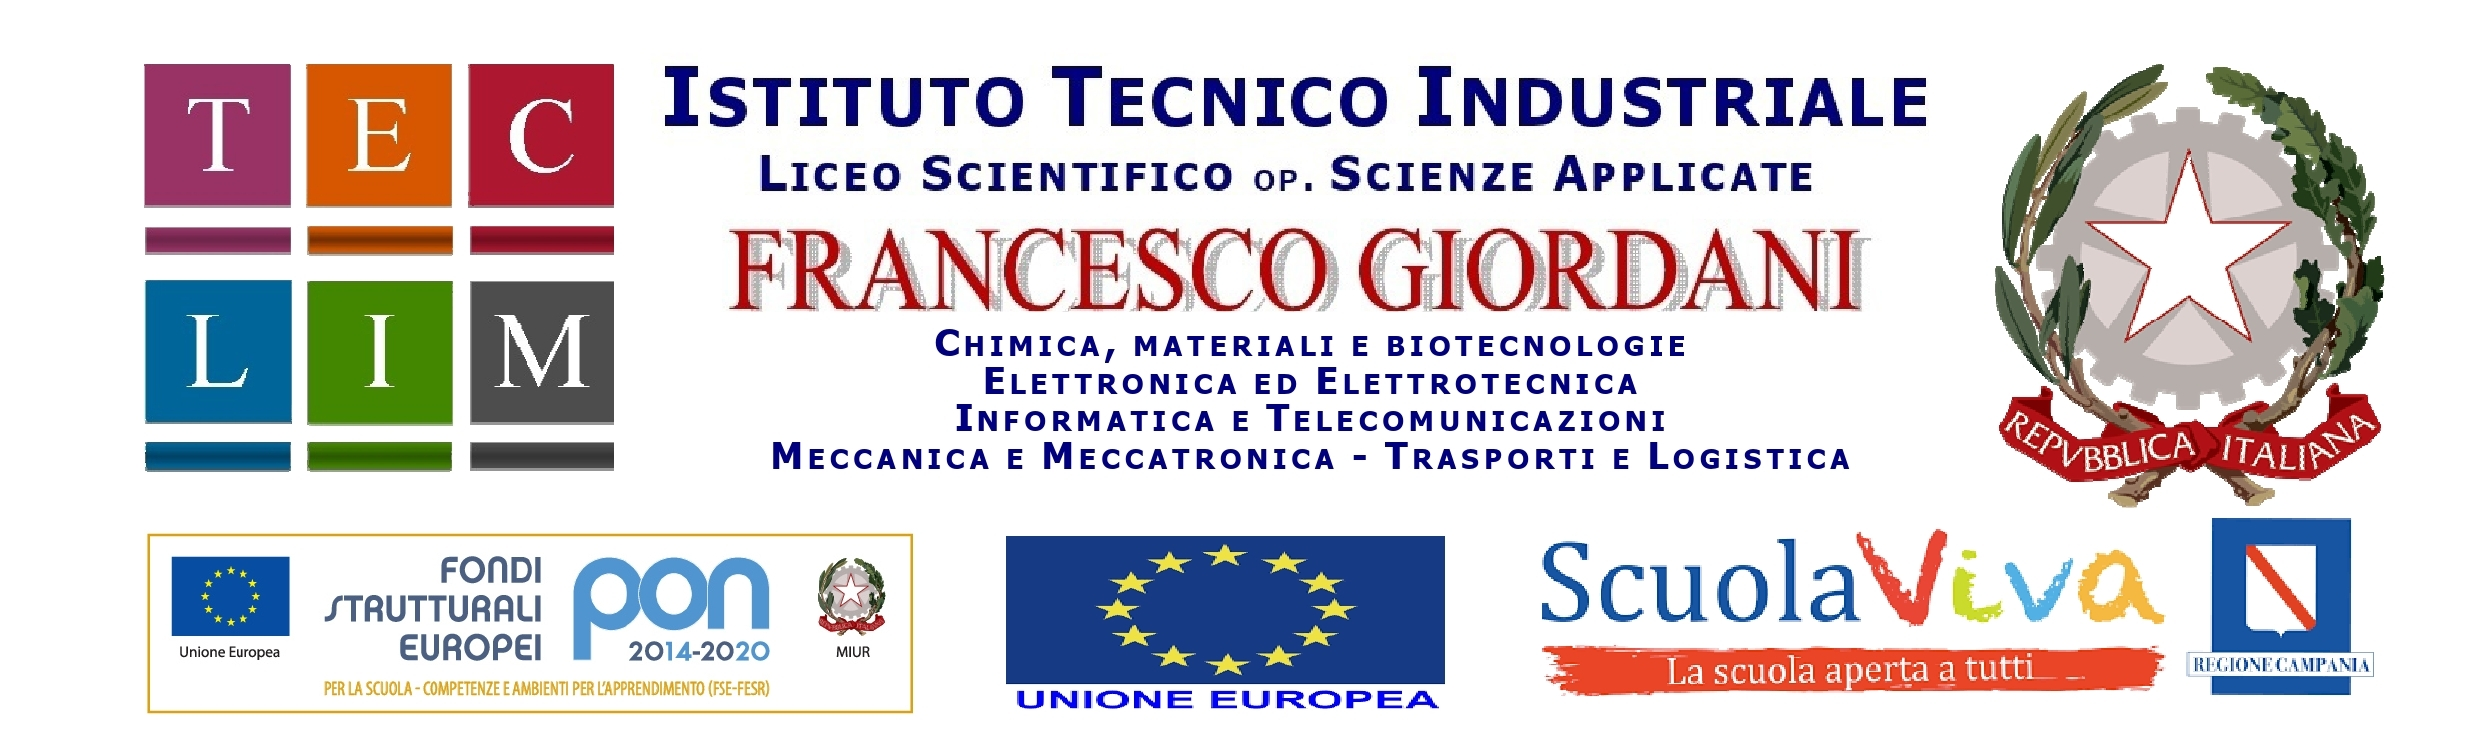 T E C
L I M
ISTITUTO TECNICO INDUSTRIALE
LICEO SCIENTIFICO OP. SCIENZE APPLICATE
FRANCESCO GIORDANI
CHIMICA, MATERIALI E BIOTECNOLOGIE
ELETTRONICA ED ELETTROTECNICA
INFORMATICA E TELECOMUNICAZIONI
MECCANICA E MECCATRONICA - TRASPORTI E LOGISTICA
REPVBBLICA ITALIANA
Unione Europea
FONDI
STRUTTURALI
EUROPEI
pon
2014-2020
MIUR
PER LA SCUOLA - COMPETENZE E AMBIENTI PER L'APPRENDIMENTO (FSE-FESR)
UNIONE EUROPEA
ScuolaViva
La scuola aperta a tutti
REGIONE CAMPANIA